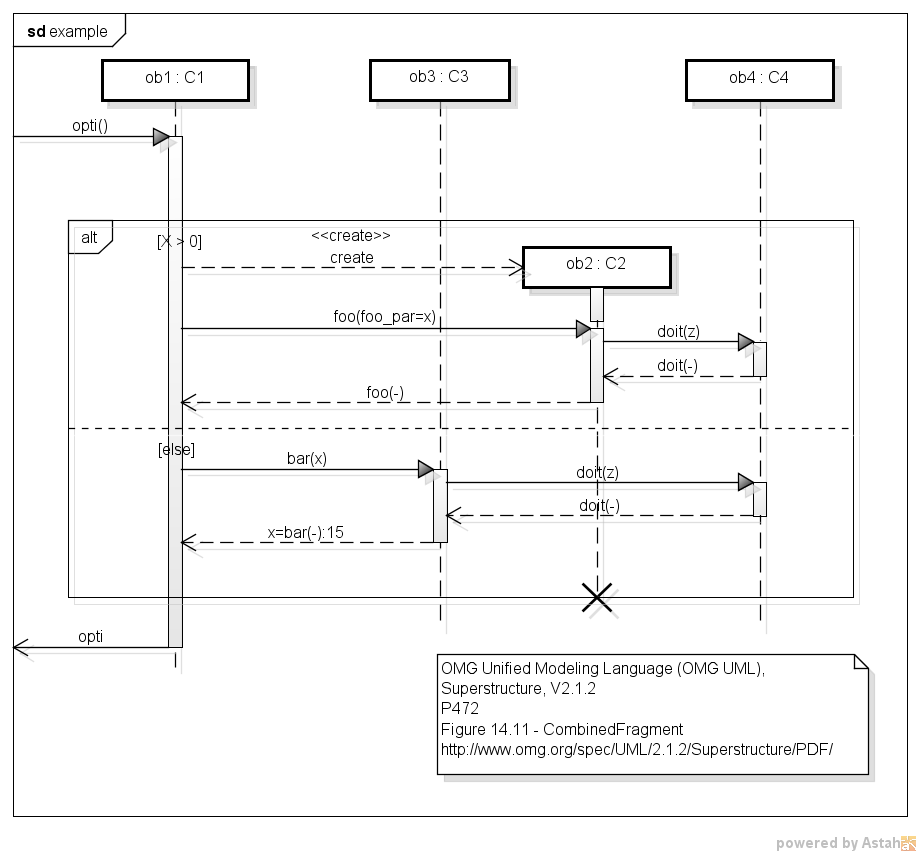 sd example
ob1 : C1
ob3 : C3
ob4 : C4
opti()
alt
[X > 0]
<<create>>
create
ob2 : C2
foo(foo_par=x)
doit(z)
doit(-)
foo(-)
[else]
bar(x)
doit(z)
doit(-)
x=bar(-):15
opti
OMG Unified Modeling Language (OMG UML),
Superstructure, V2.1.2
P472
Figure 14.11 - CombinedFragment
http://www.omg.org/spec/UML/2.1.2/Superstructure/PDF/
powered by Astah